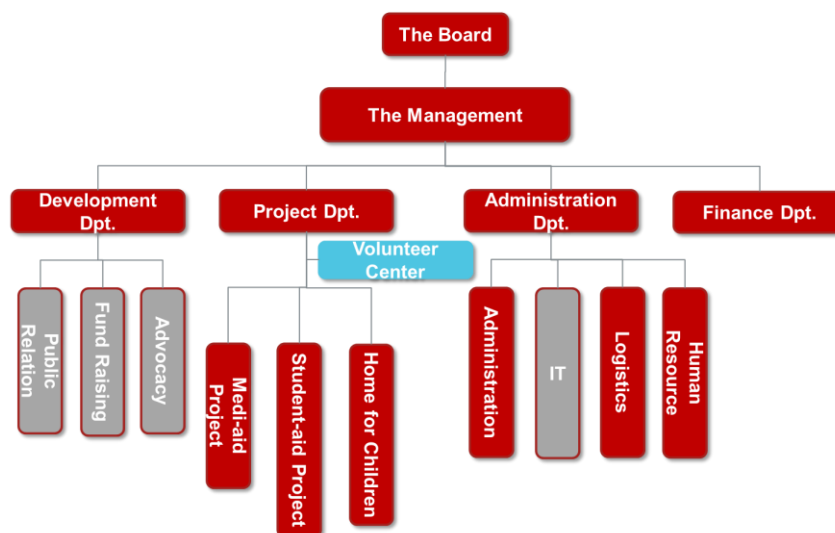 The Board
The Management
Development
Dpt.
Project Dpt.
Administration
Dpt.
Finance Dpt.
Volunteer
Center
Public
Relation
Fund Raising
Advocacy
Medi-aid
Project
Student-aid Project
Home for Children
Administration
IT
Logistics
Human
Resource